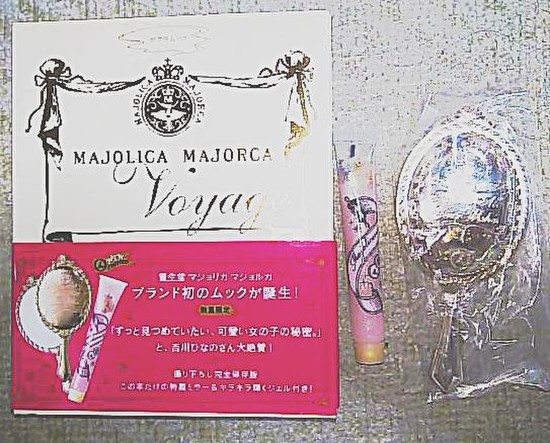 MAJOLICA MAJORCA
MAJOLICA MAJORCA
Voyage
資生堂 マジョリカ マジョルカ
ブランド初のムックが誕生！
数量限定
「ずっと見つめていたい、可愛い女の子の秘密。」
と、吉川ひなのさん大絶賛！
撮り下ろし完全保存版
この本だけの特製ミラー＆キラキラ輝くジェル付き！